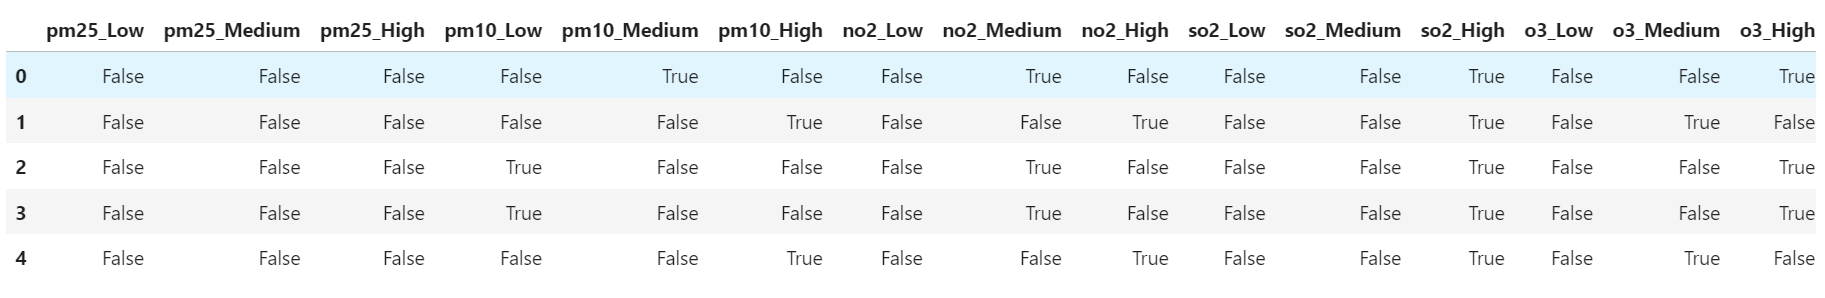 pm25_Low pm25_Medium pm25_High pm10_Low pm10_Medium pm10_High no2_Low no2_Medium no2_High so2_Low so2_Medium so2_High o3_Low o3_Medium o3_High
0 False False False False True False False True False False False True False False True
1 False False False False False True False False True False False True False True False
2 False False False True False False False True False False False True False False True
3 False False False True False False False True False False False True False False True
4 False False False False False True False False True False False True False True False